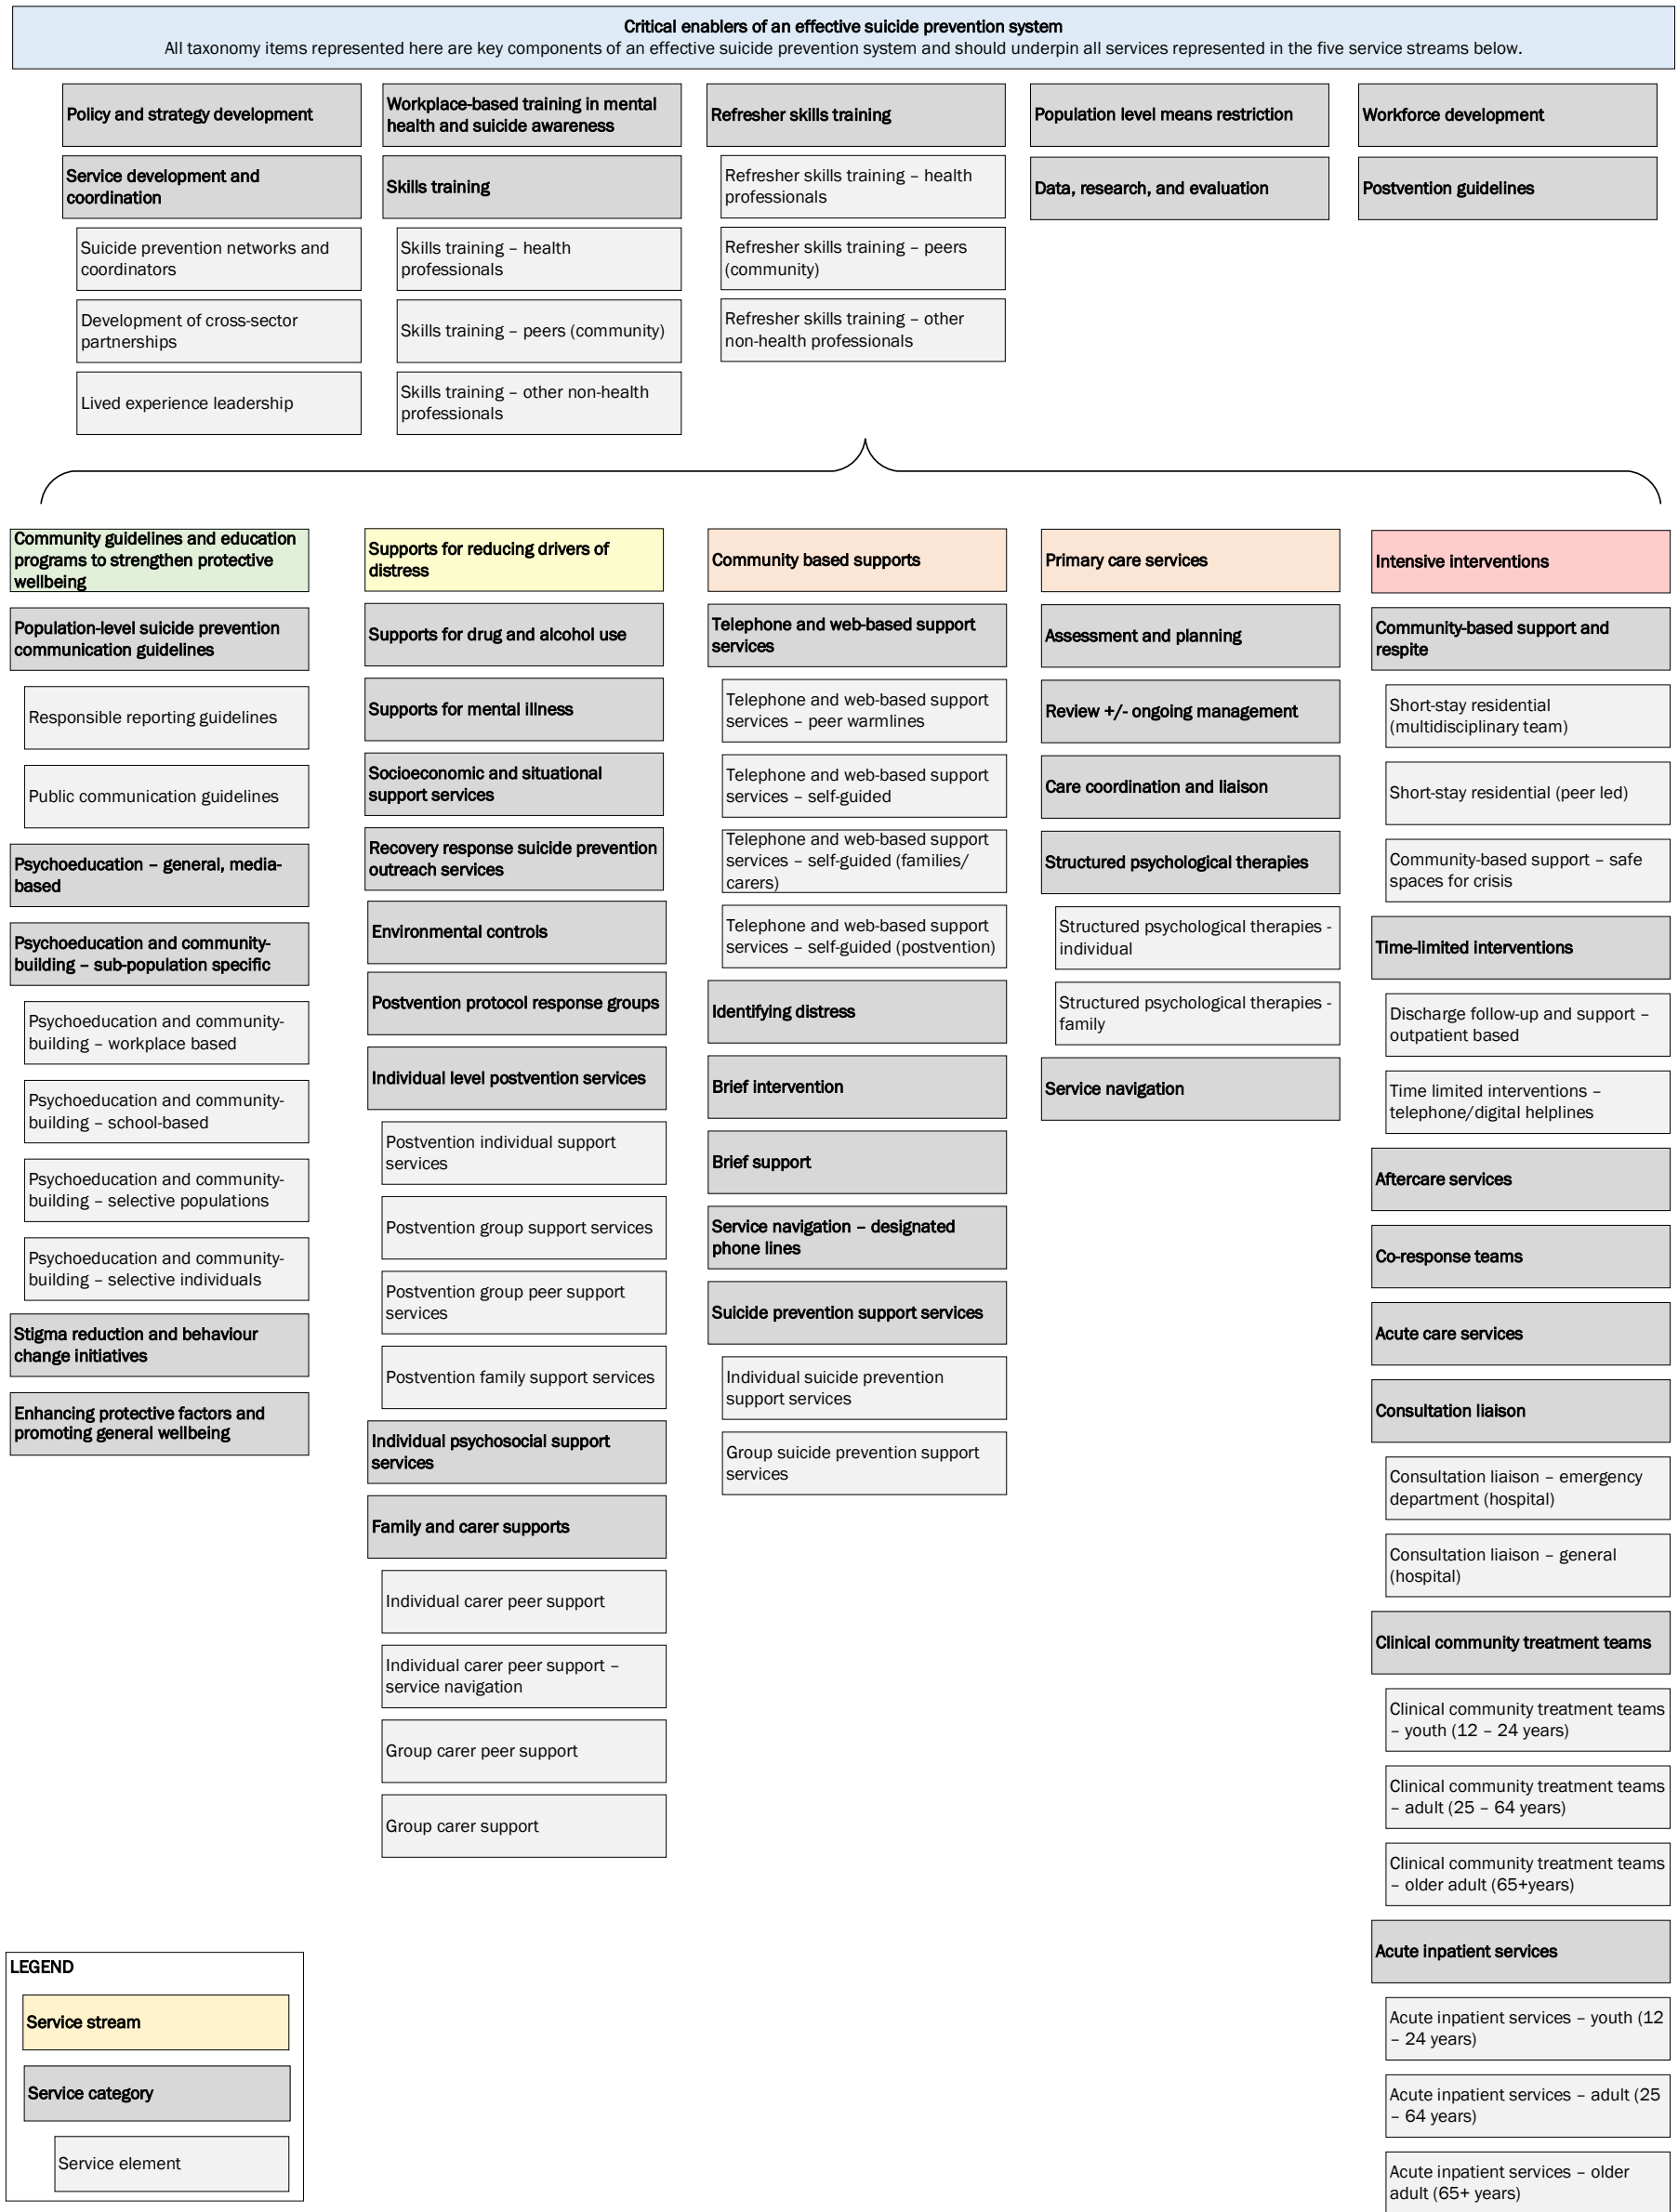 Critical enablers of an effective suicide prevention system
All taxonomy items represented here are key components of an effective suicide prevention system and should underpin all services represented in the five service streams below.
Policy and strategy development
Service development and
coordination
Suicide prevention networks and
coordinators
Development of cross-sector
partnerships
Lived experience leadership
Workplace-based training in mental
health and suicide awareness
Skills training
Skills training – health
professionals
Skills training – peers (community)
Skills training – other non-health
professionals
Refresher skills training
Refresher skills training – health
professionals
Refresher skills training – peers
(community)
Refresher skills training – other
non-health professionals
Population level means restriction
Data, research, and evaluation
Workforce development
Postvention guidelines
Community guidelines and education
programs to strengthen protective
wellbeing
Population-level suicide prevention
communication guidelines
Responsible reporting guidelines
Public communication guidelines
Psychoeducation – general, media-
based
Psychoeducation and community-
building – sub-population specific
Psychoeducation and community-
building – workplace based
Psychoeducation and community-
building – school-based
Psychoeducation and community-
building – selective populations
Psychoeducation and community-
building – selective individuals
Stigma reduction and behaviour
change initiatives
Enhancing protective factors and
promoting general wellbeing
Supports for reducing drivers of
distress
Supports for drug and alcohol use
Supports for mental illness
Socioeconomic and situational
support services
Recovery response suicide prevention
outreach services
Environmental controls
Postvention protocol response groups
Individual level postvention services
Postvention individual support
services
Postvention group support services
Postvention group peer support
services
Postvention family support services
Individual psychosocial support
services
Family and carer supports
Individual carer peer support
Individual carer peer support –
service navigation
Group carer peer support
Group carer support
Community based supports
Telephone and web-based support
services
Telephone and web-based support
services – peer warmlines
Telephone and web-based support
services – self-guided
Telephone and web-based support
services – self-guided (families/
carers)
Telephone and web-based support
services – self-guided (postvention)
Identifying distress
Brief intervention
Brief support
Service navigation – designated
phone lines
Suicide prevention support services
Individual suicide prevention
support services
Group suicide prevention support
services
Primary care services
Assessment and planning
Review +/- ongoing management
Care coordination and liaison
Structured psychological therapies
Structured psychological therapies -
individual
Structured psychological therapies -
family
Service navigation
Intensive interventions
Community-based support and
respite
Short-stay residential
(multidisciplinary team)
Short-stay residential (peer led)
Community-based support – safe
spaces for crisis
Time-limited interventions
Discharge follow-up and support –
outpatient based
Time limited interventions –
telephone/digital helplines
Aftercare services
Co-response teams
Acute care services
Consultation liaison
Consultation liaison – emergency
department (hospital)
Consultation liaison – general
(hospital)
Clinical community treatment teams
Clinical community treatment teams
– youth (12 – 24 years)
Clinical community treatment teams
– adult (25 – 64 years)
Clinical community treatment teams
– older adult (65+years)
Acute inpatient services
Acute inpatient services – youth (12
– 24 years)
Acute inpatient services – adult (25
– 64 years)
Acute inpatient services – older
adult (65+ years)
LEGEND
Service stream
Service category
Service element